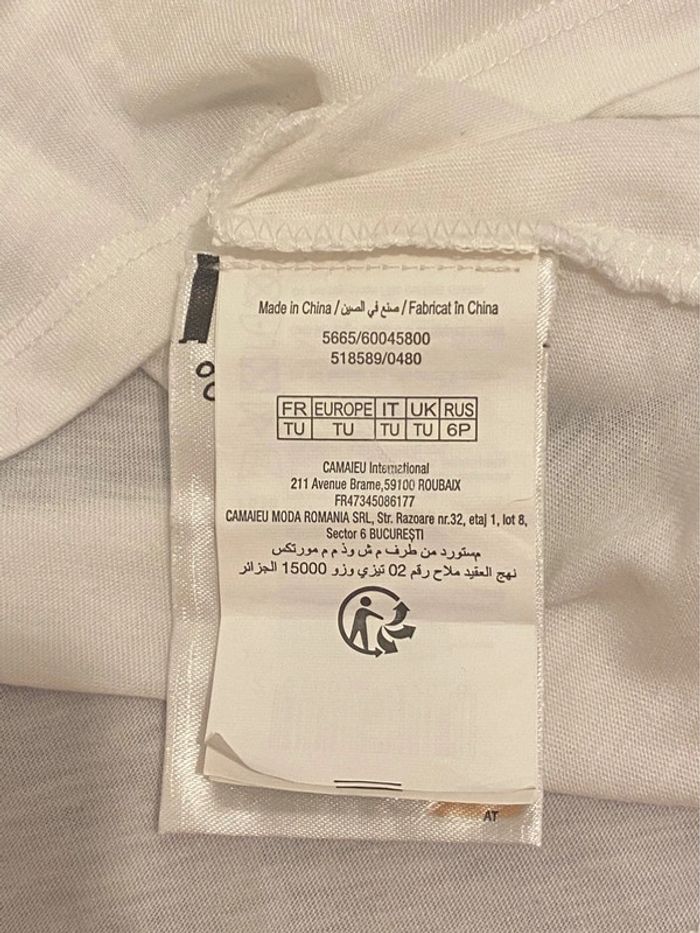 Made in China / صنع في الصين / Fabricat în China
5665/60045800
518589/0480
FR EUROPE IT UK RUS
TU TU TU TU 6P
CAMAIEU International
211 Avenue Brame,59100 ROUBAIX
FR47345086177
CAMAIEU MODA ROMANIA SRL, Str. Razoare nr.32, etaj 1, lot 8,
Sector 6 BUCUREŞTI
مستورد من طرف م ش و ذ م م مورتكس
نهج العقيد ملاح رقم 02 تيزي وزو 15000 الجزائر
AT